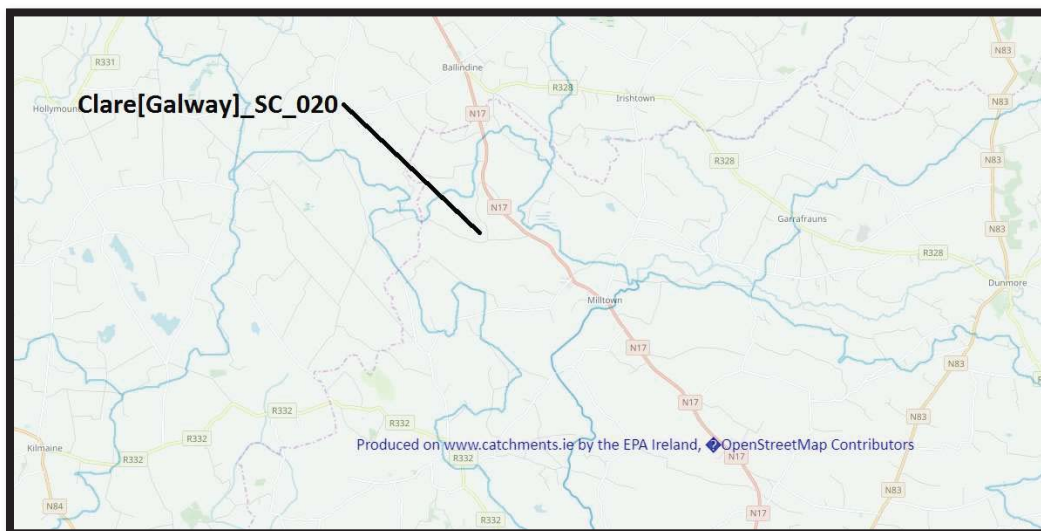 R331
Ballindine
N83
Hollymoun
Clare[Galway]_SC_020
R328
Irishtown
N17
N83
R328
N83
N17
Garrafrauns
N83
R328
Dunmore
Milltown
N17
N83
N17
N83
R332
R332
R332
Kilmaine
R332
Produced on www.catchments.ie by the EPA Ireland, �OpenStreetMap Contributors
N17
R332
N84
N17
R332